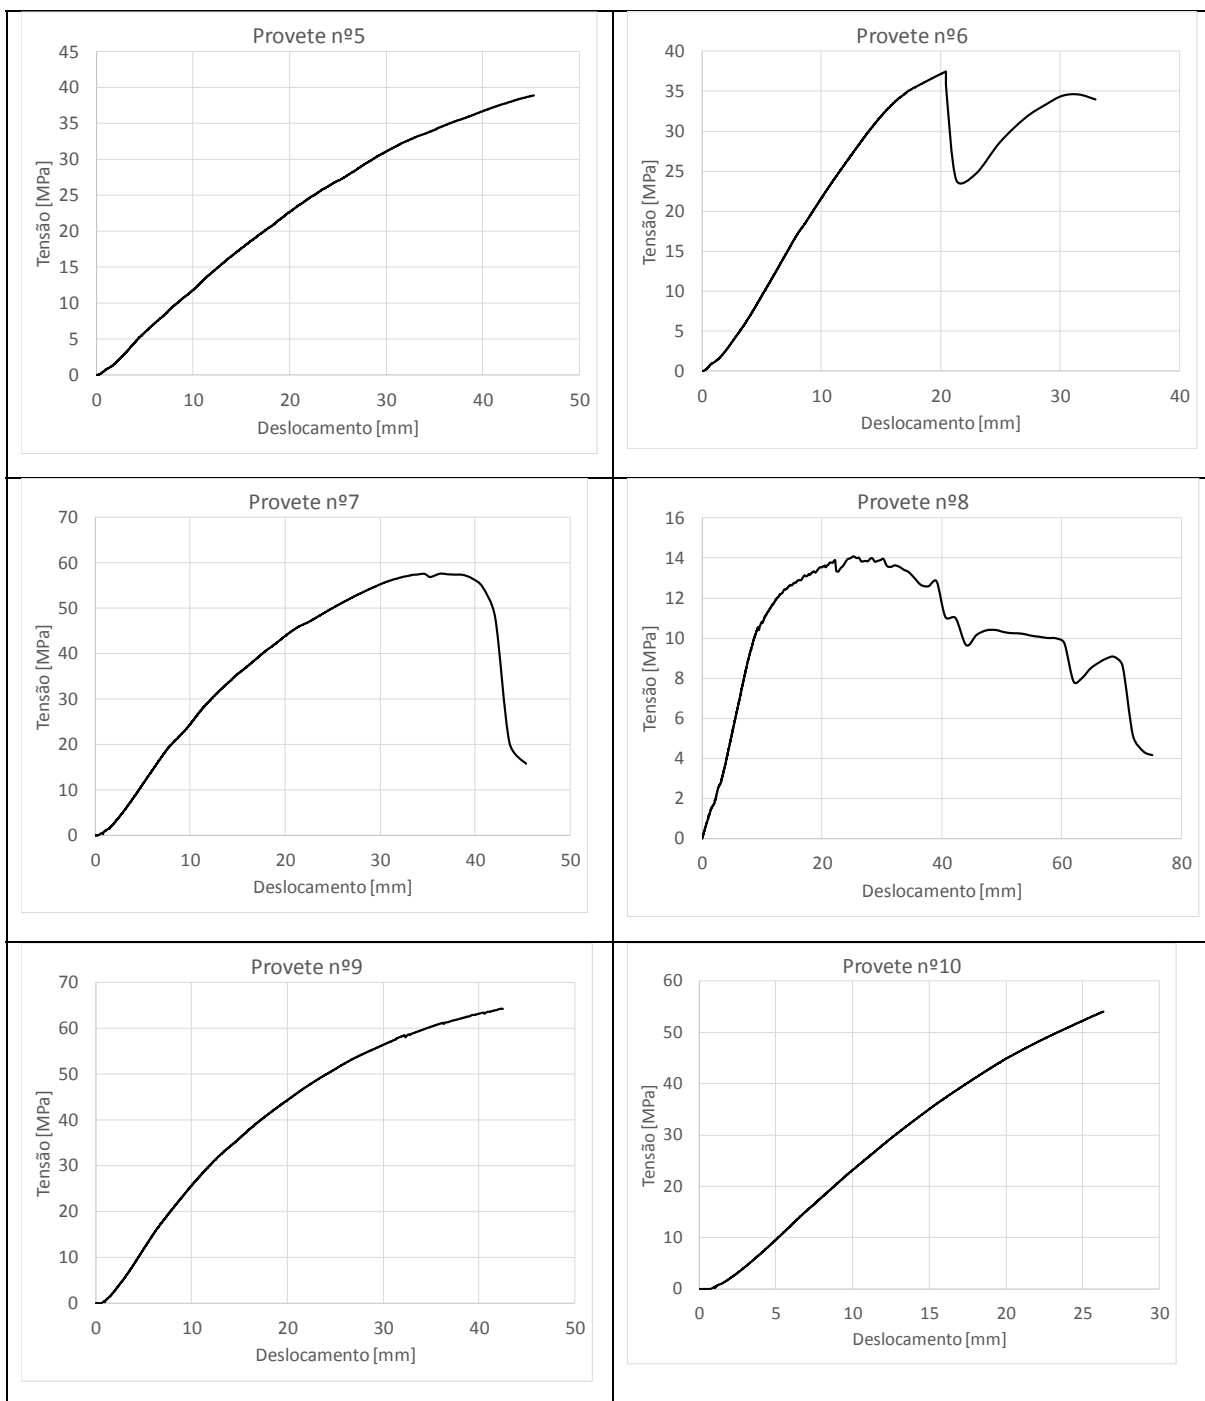 Provete nº5
45
40
35
30
25
20
15
10
5
0
Tensão [MPa]
0 10 20 30 40 50
Deslocamento [mm]
Provete nº6
40
35
30
25
20
15
10
5
0
Tensão [MPa]
0 10 20 30 40
Deslocamento [mm]
Provete nº7
70
60
50
40
30
20
10
0
Tensão [MPa]
0 10 20 30 40 50
Deslocamento [mm]
Provete nº8
16
14
12
10
8
6
4
2
0
Tensão [MPa]
0 20 40 60 80
Deslocamento [mm]
Provete nº9
70
60
50
40
30
20
10
0
Tensão [MPa]
0 10 20 30 40 50
Deslocamento [mm]
Provete nº10
60
50
40
30
20
10
0
Tensão [MPa]
0 5 10 15 20 25 30
Deslocamento [mm]